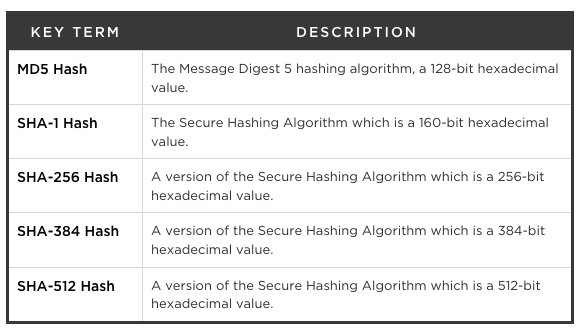 KEY TERM DESCRIPTION
MD5 Hash The Message Digest 5 hashing algorithm, a 128-bit hexadecimal
value.
SHA-1 Hash The Secure Hashing Algorithm which is a 160-bit hexadecimal
value.
SHA-256 Hash A version of the Secure Hashing Algorithm which is a 256-bit
hexadecimal value.
SHA-384 Hash A version of the Secure Hashing Algorithm which is a 384-bit
hexadecimal value.
SHA-512 Hash A version of the Secure Hashing Algorithm which is a 512-bit
hexadecimal value.